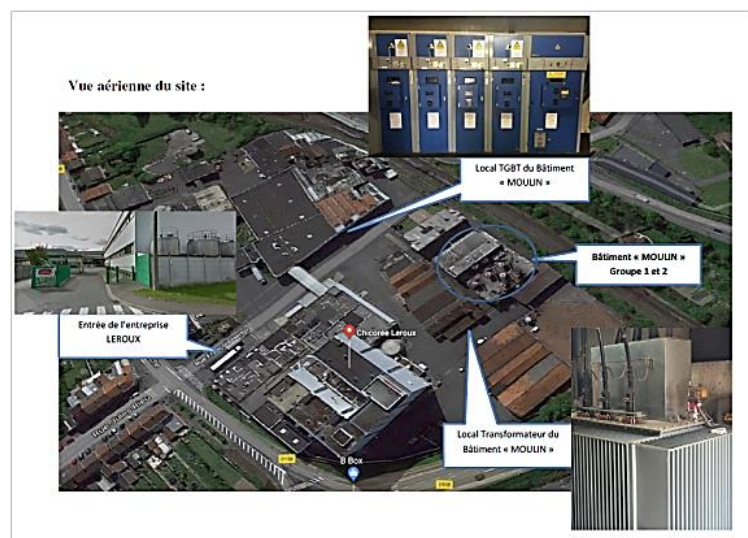 Vue aérienne du site :
Local TGBT du Bâtiment
« MOULIN »
Bâtiment « MOULIN »
Groupe 1 et 2
Entrée de l'entreprise
LEROUX
Chicorée Leroux
Local Transformateur du
Bâtiment « MOULIN »
B Box